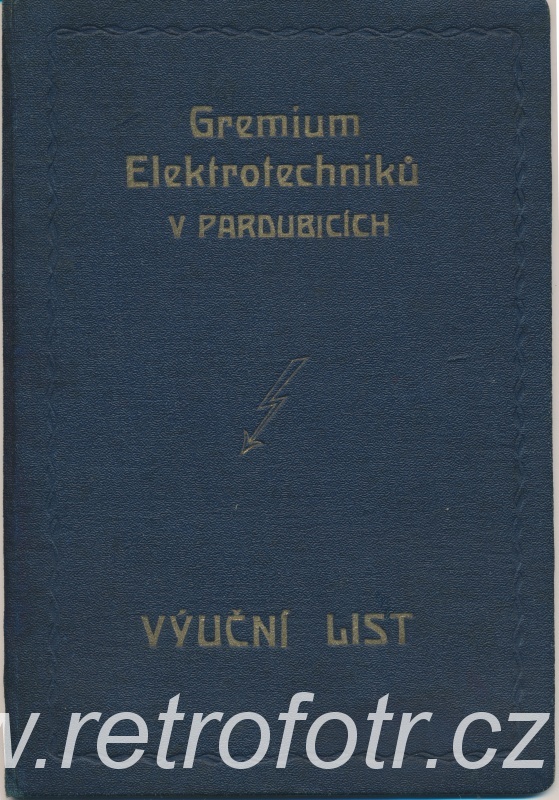 Gremium
Elektrotechniků
V PARDUBICÍCH
VÝUČNÍ LIST
w.retrofotr.cz